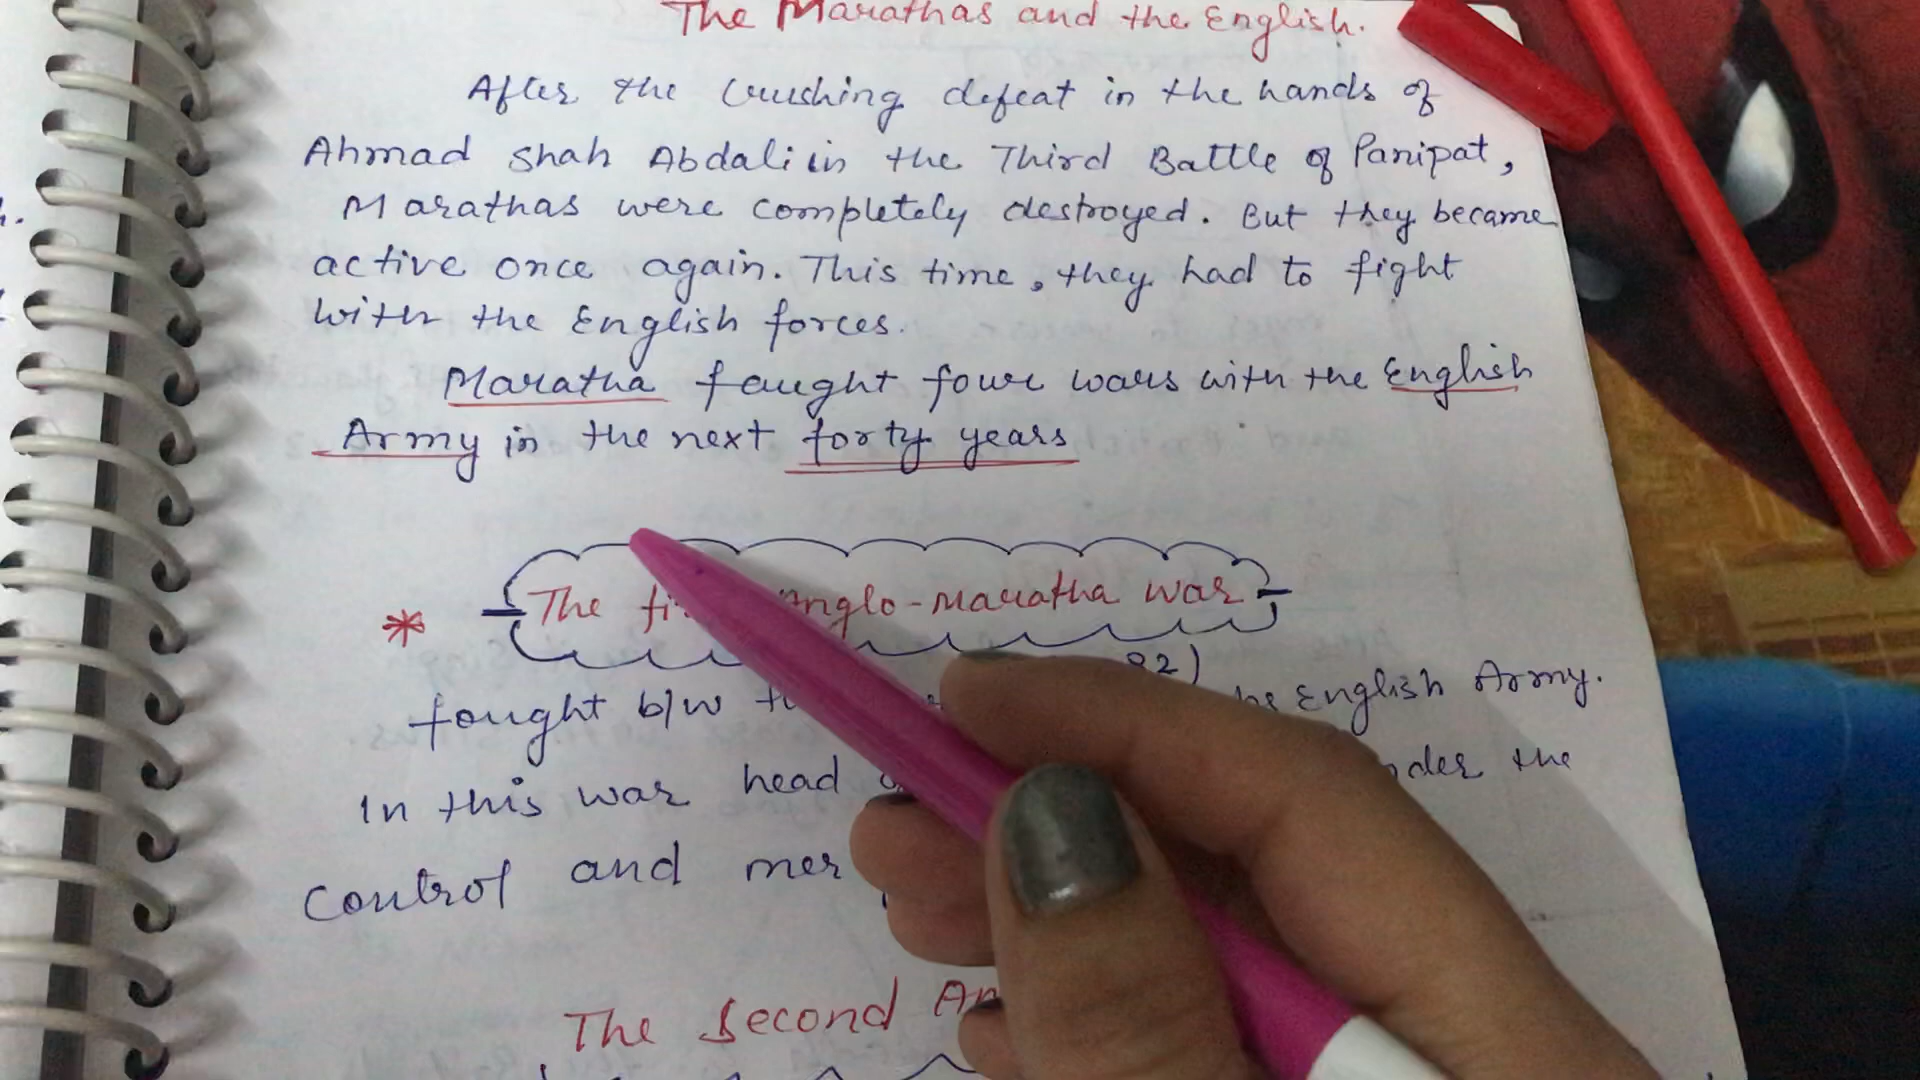 The Marathas and the English.
After the crushing defeat in the hands of
Ahmad Shah Abdali in the Third Battle of Panipat,
Marathas were completely destroyed. But they became
active once again. This time, they had to fight
with the English forces.
Maratha faught four wars with the English
Army in the next forty years
* The Anglo-Maratha war
82)
fought b/w English Army.
In this war head the
Control and
The Second